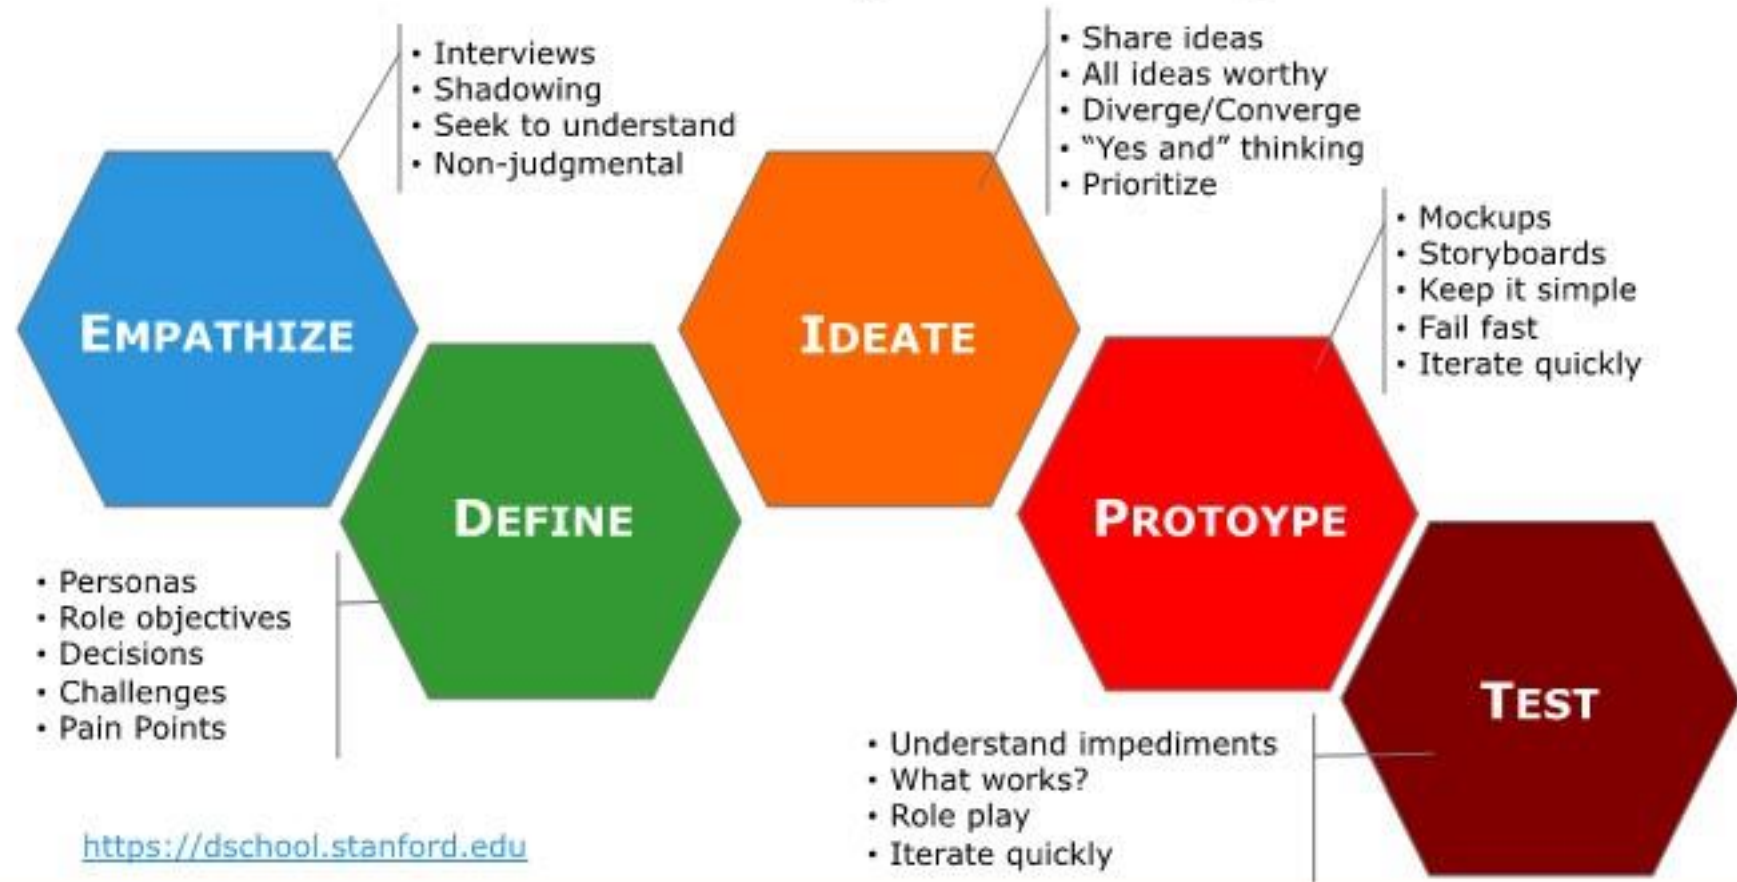 • Interviews
• Shadowing
• Seek to understand
• Non-judgmental
EMPATHIZE
• Personas
• Role objectives
• Decisions
• Challenges
• Pain Points
DEFINE
• Share ideas
• All ideas worthy
• Diverge/Converge
• “Yes and” thinking
• Prioritize
IDEATE
• Mockups
• Storyboards
• Keep it simple
• Fail fast
• Iterate quickly
PROTOYPE
• Understand impediments
• What works?
• Role play
• Iterate quickly
TEST
https://dschool.stanford.edu